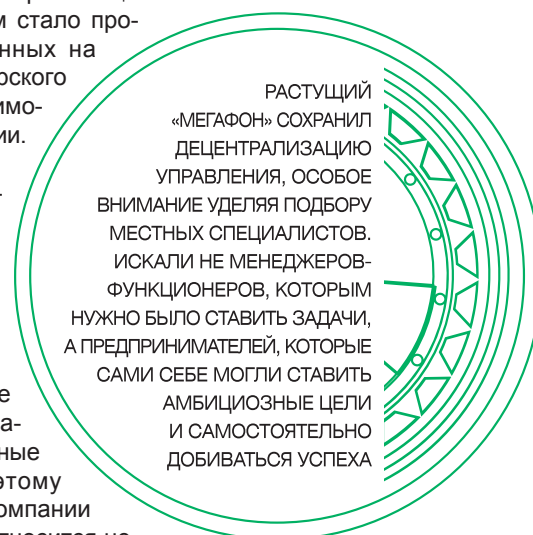 м стало про-
нных на
рского
имо-
ии.
РАСТУЩИЙ
«МЕГАФОН» СОХРАНИЛ
ДЕЦЕНТРАЛИЗАЦИЮ
УПРАВЛЕНИЯ, ОСОБОЕ
ВНИМАНИЕ УДЕЛЯЯ ПОДБОРУ
МЕСТНЫХ СПЕЦИАЛИСТОВ.
ИСКАЛИ НЕ МЕНЕДЖЕРОВ-
ФУНКЦИОНЕРОВ, КОТОРЫМ
НУЖНО БЫЛО СТАВИТЬ ЗАДАЧИ,
А ПРЕДПРИНИМАТЕЛЕЙ, КОТОРЫЕ
САМИ СЕБЕ МОГЛИ СТАВИТЬ
АМБИЦИОЗНЫЕ ЦЕЛИ
И САМОСТОЯТЕЛЬНО
ДОБИВАТЬСЯ УСПЕХА
е
а-
ные
этому
омпании